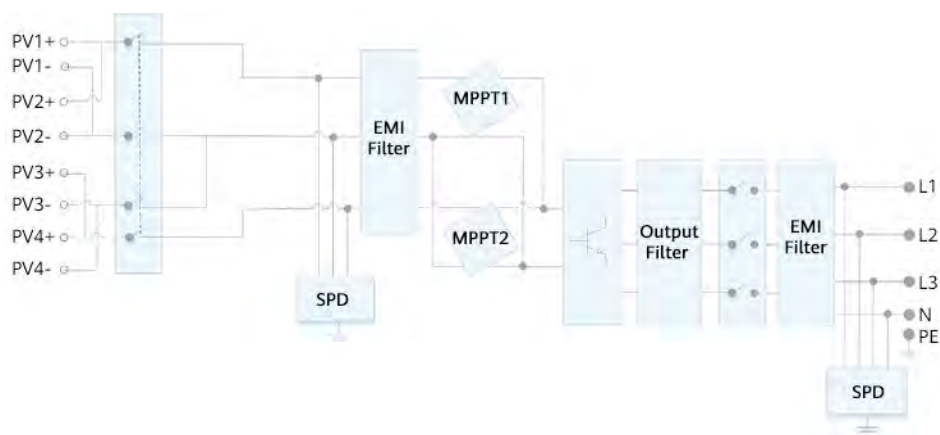 PV1+
PV1-
PV2+
PV2-
PV3+
PV3-
PV4+
PV4-
EMI
Filter
MPPT1
MPPT2
SPD
Output
Filter
EMI
Filter
L1
L2
L3
N
PE
SPD